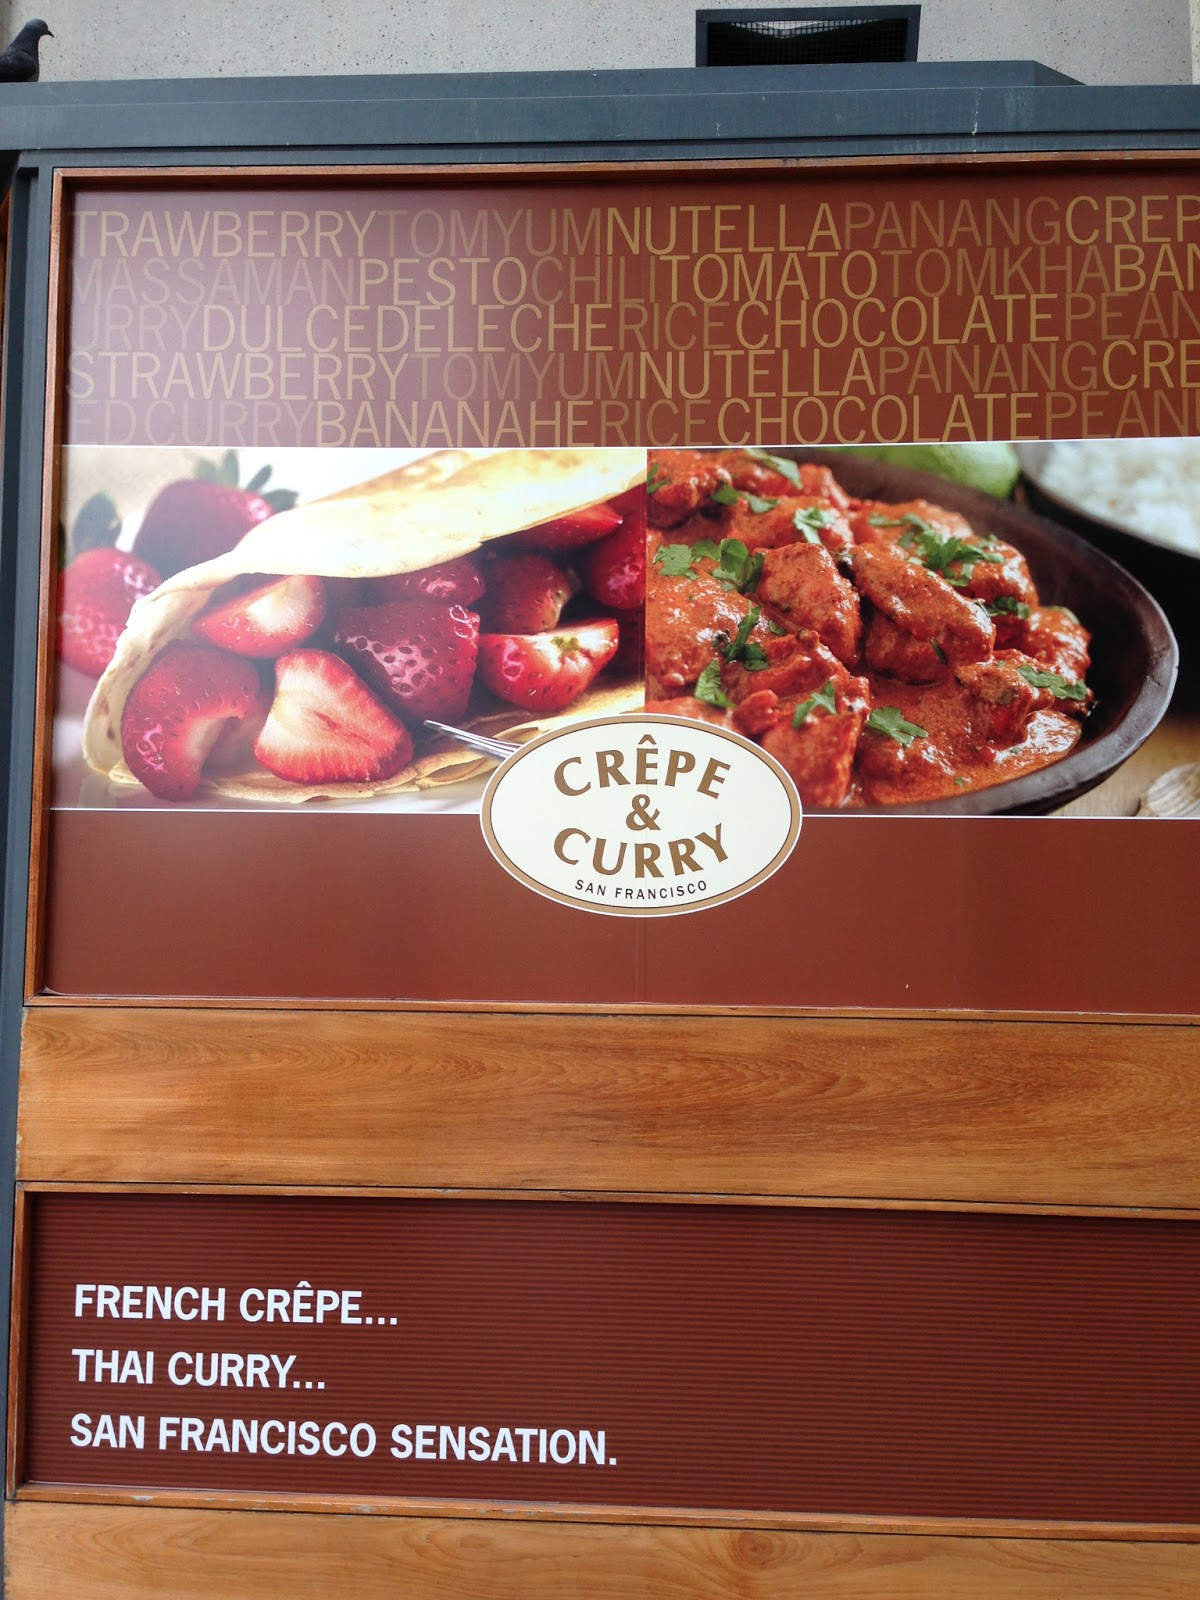 TRAWBERRYTOMYUMNUTELLAPANANGCREP
MASSAMANPESTOCHILITOMATOTOMKHABAN
URRYDULCEDELECHERICECHOCOLATEPEAN
STRAWBERRYTOMYUMNUTELLAPANANGCRE
EDCURRYBANANAHERICECHOCOLATEPEAN
CRÊPE
&
CURRY
SAN FRANCISCO
FRENCH CRÊPE...
THAI CURRY...
SAN FRANCISCO SENSATION.